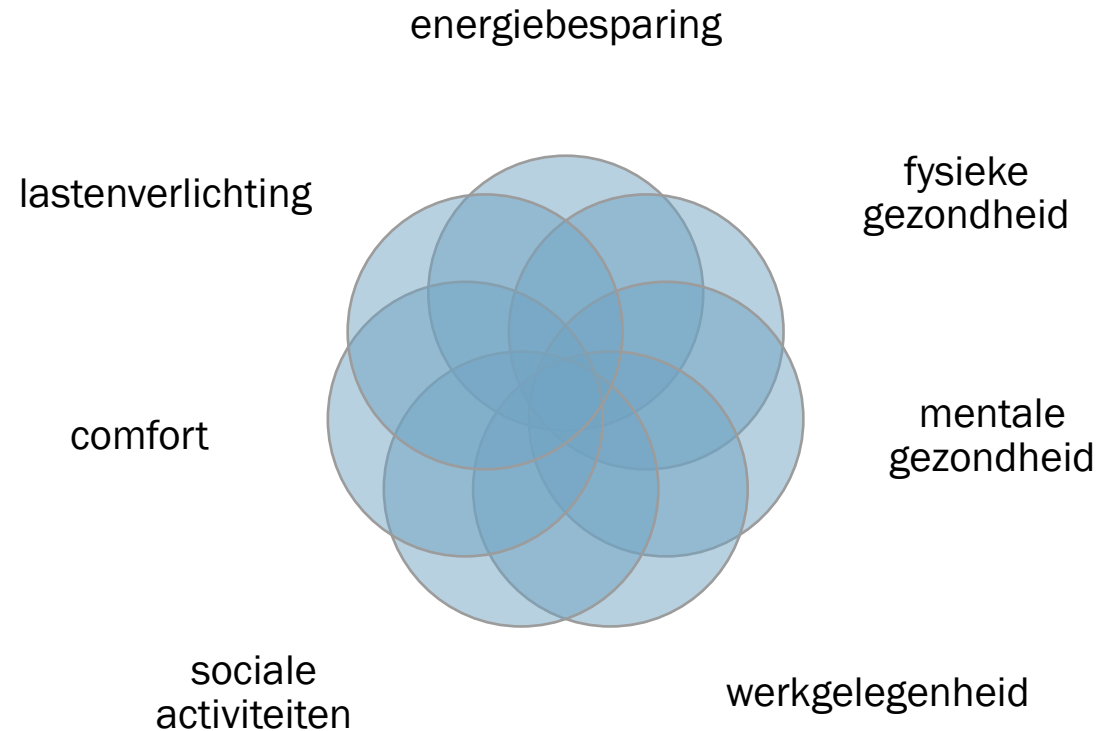 energiebesparing
lastenverlichting
fysieke
gezondheid
comfort
mentale
gezondheid
sociale
activiteiten
werkgelegenheid